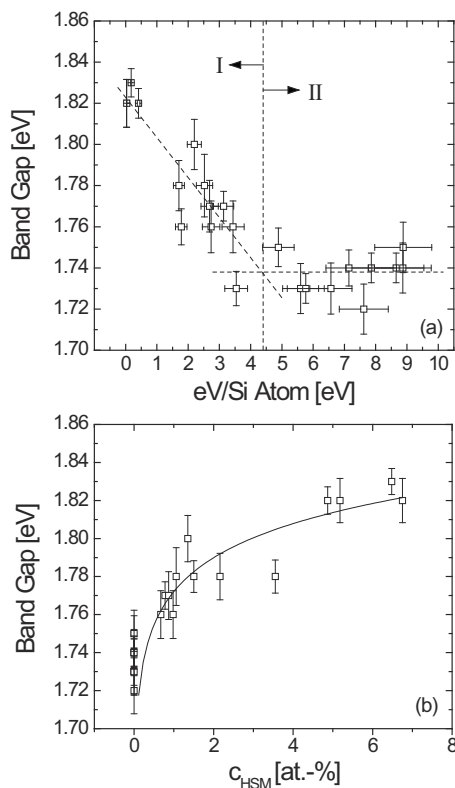 1.86
1.84
1.82
1.80
1.78
1.76
1.74
1.72
1.70
Band Gap [eV]
I
II
(a)
0 1 2 3 4 5 6 7 8 9 10
eV/Si Atom [eV]
1.86
1.84
1.82
1.80
1.78
1.76
1.74
1.72
1.70
Band Gap [eV]
(b)
0 2 4 6 8
c_HSM [at.-%]